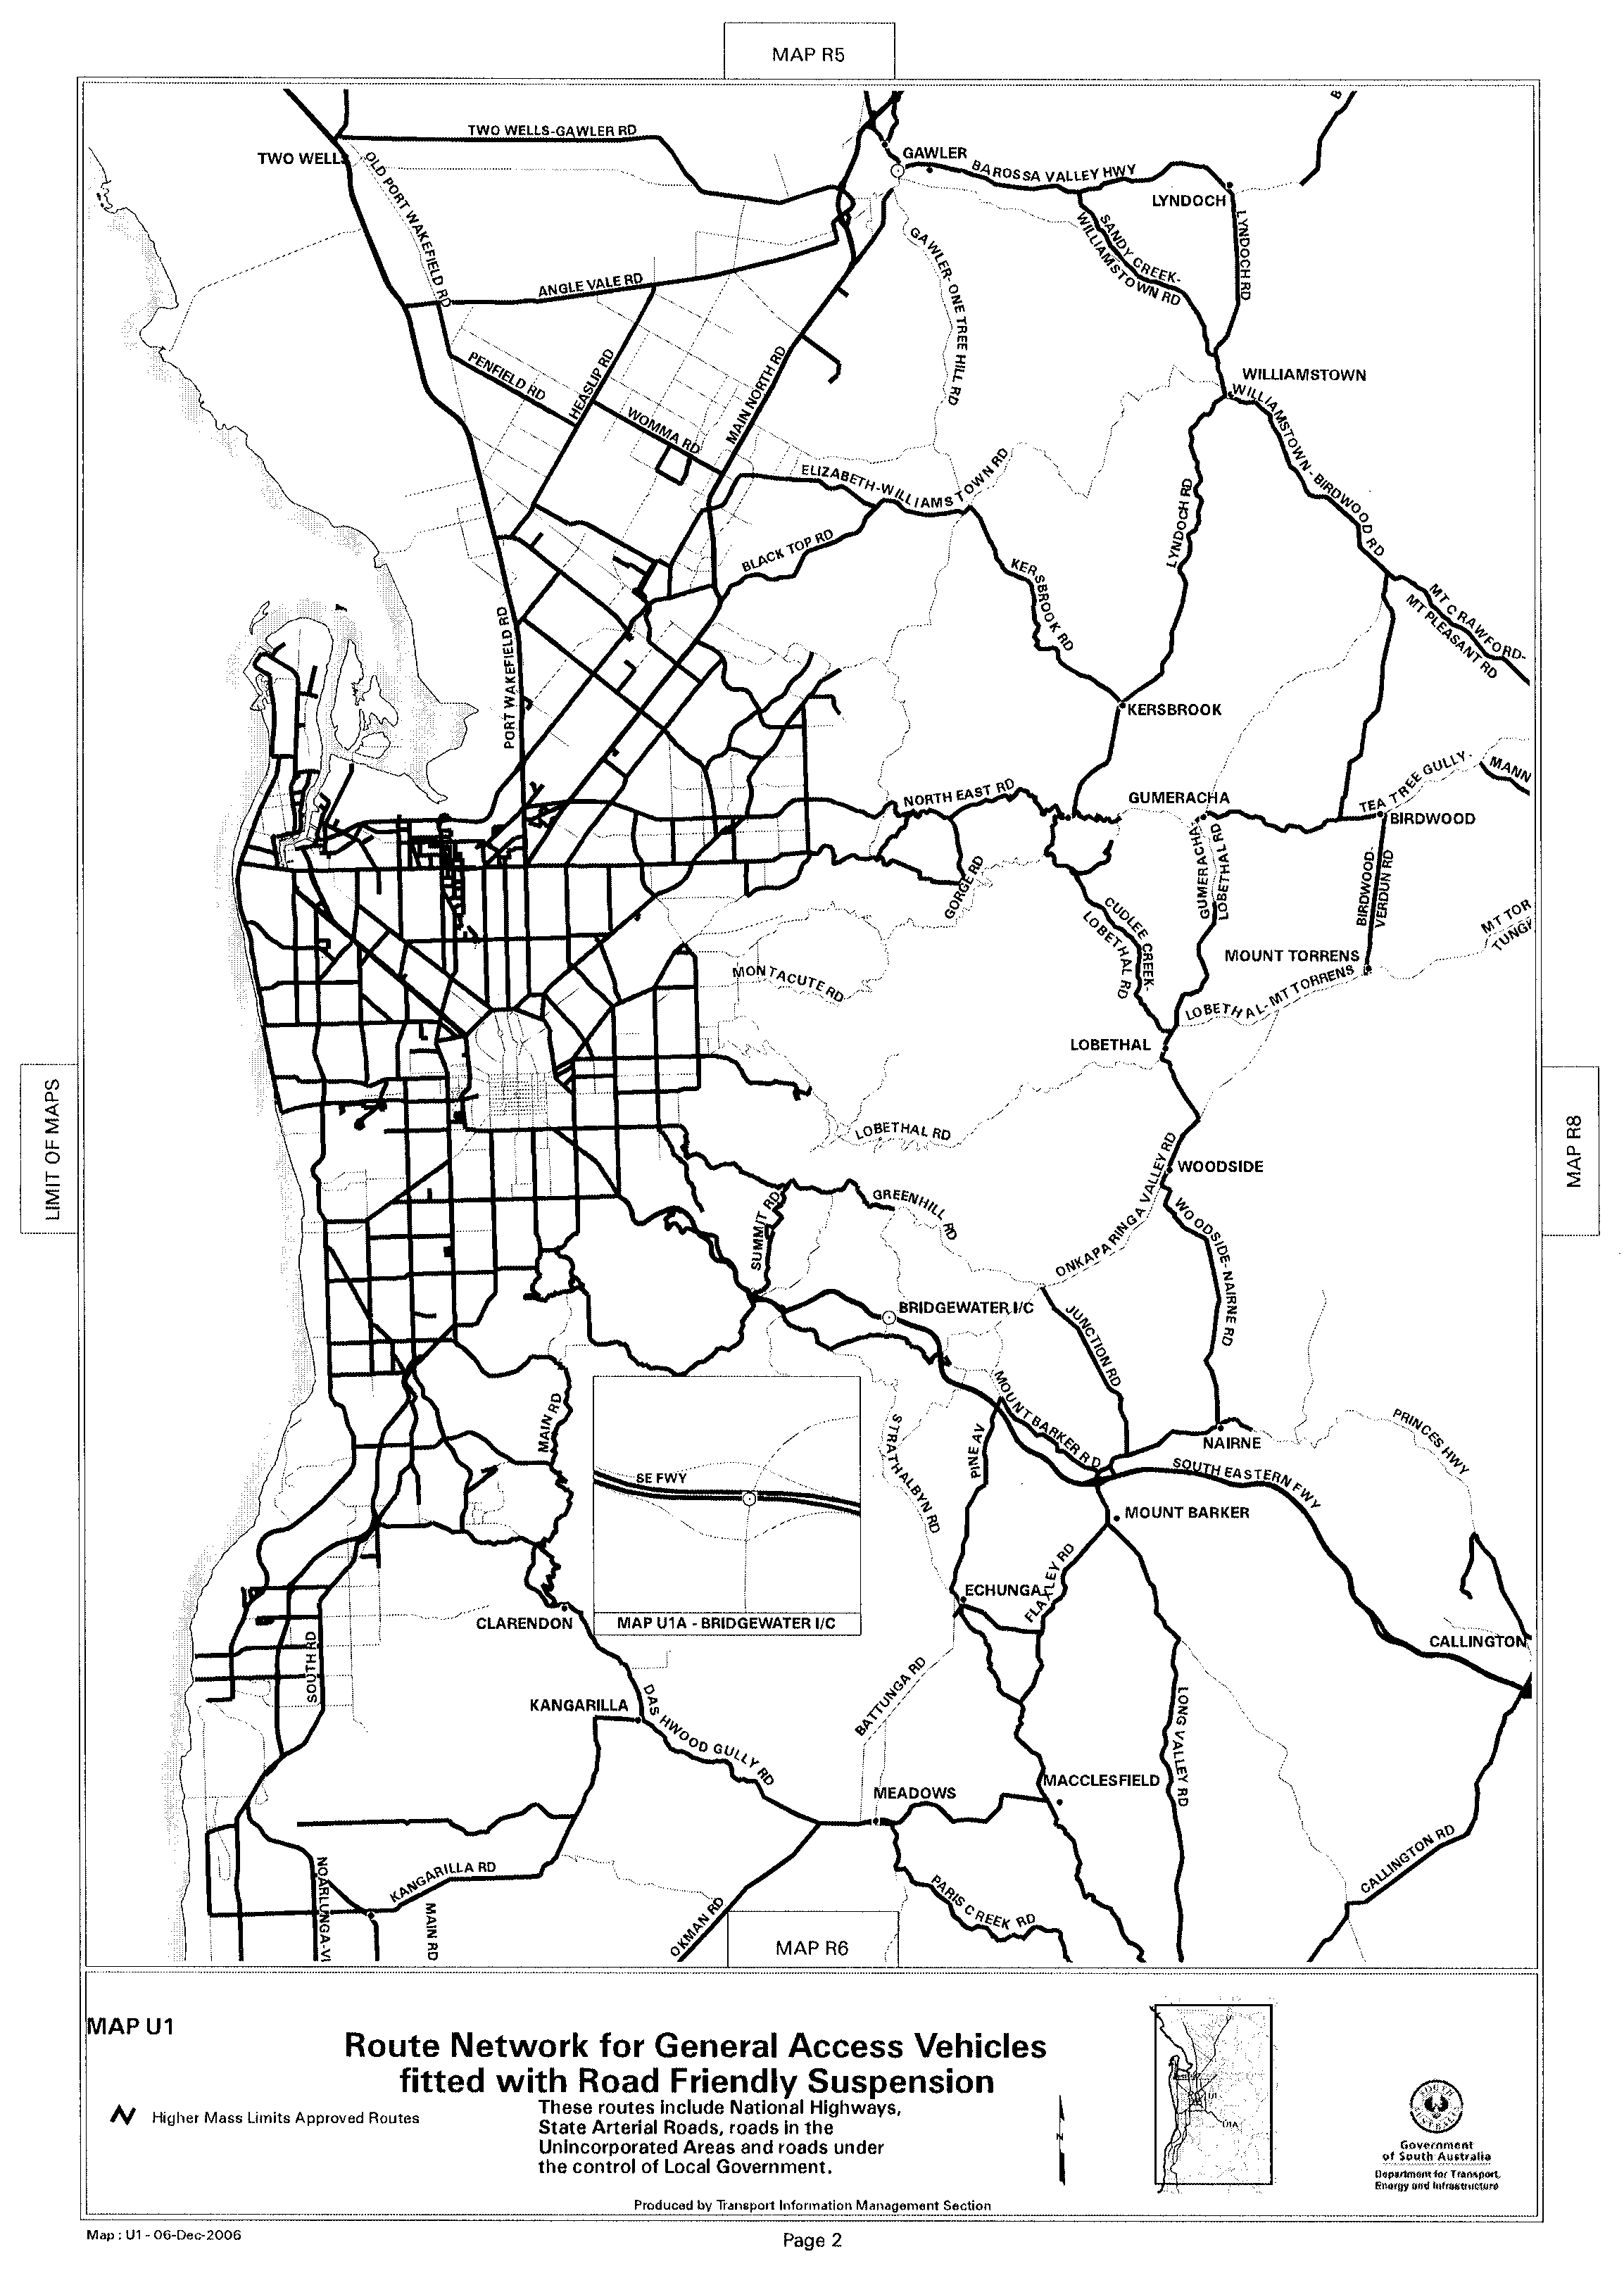 MAP R5
TWO WELLS-GAWLER RD
TWO WELLS
OLD PORT WAKEFIELD RD
GAWLER
BAROSSA VALLEY HWY
LYNDOCH
LYNDOCH RD
SANDY CREEK-
WILLIAMSTOWN RD
GAWLER-ONE TREE HILL RD
ANGLE VALE RD
PENFIELD RD
HEASLIP RD
WOMMA RD
MAIN NORTH RD
WILLIAMSTOWN
WILLIAMSTOWN-BIRDWOOD RD
ELIZABETH-WILLIAMSTOWN RD
LYNDOCH RD
BLACK TOP RD
KERSBROOK RD
MT CRAWFORD-
MT PLEASANT RD
PORT WAKEFIELD RD
KERSBROOK
TEA TREE GULLY-
MANN
NORTH EAST RD
GUMERACHA
BIRDWOOD
GUMERACHA-
LOBETHAL RD
BIRDWOOD-
VERDUN RD
GORGE RD
CUDLEE CREEK-
LOBETHAL RD
MT TOR
TUNGA
MOUNT TORRENS
MONTACUTE RD
LOBETHAL-MT TORRENS
LOBETHAL
LIMIT OF MAPS
MAP R8
LOBETHAL RD
WOODSIDE
ONKAPARINGA VALLEY RD
WOODSIDE-NAIRNE RD
GREENHILL RD
SUMMIT RD
BRIDGEWATER I/C
JUNCTION RD
MOUNT BARKER RD
MAIN RD
STRATHALBYN RD
PINE AV
NAIRNE
PRINCES HWY
SOUTH EASTERN FWY
SE FWY
MOUNT BARKER
ECHUNGA
FLAXLEY RD
CLARENDON
MAP U1A - BRIDGEWATER I/C
CALLINGTON
SOUTH RD
BATTUNGA RD
KANGARILLA
DASHWOOD GULLY RD
LONG VALLEY RD
MACCLESFIELD
MEADOWS
CALLINGTON RD
KANGARILLA RD
NOARLUNGA-VI
MAIN RD
OKMAN RD
PARIS CREEK RD
MAP R6
MAP U1
Route Network for General Access Vehicles
fitted with Road Friendly Suspension
Higher Mass Limits Approved Routes
These routes include National Highways,
State Arterial Roads, roads in the
Unincorporated Areas and roads under
the control of Local Government.
N
U1
U1A
SOUTH
AUSTRALIA
Government
of South Australia
Department for Transport,
Energy and Infrastructure
Produced by Transport Information Management Section
Map : U1 - 06-Dec-2006
Page 2